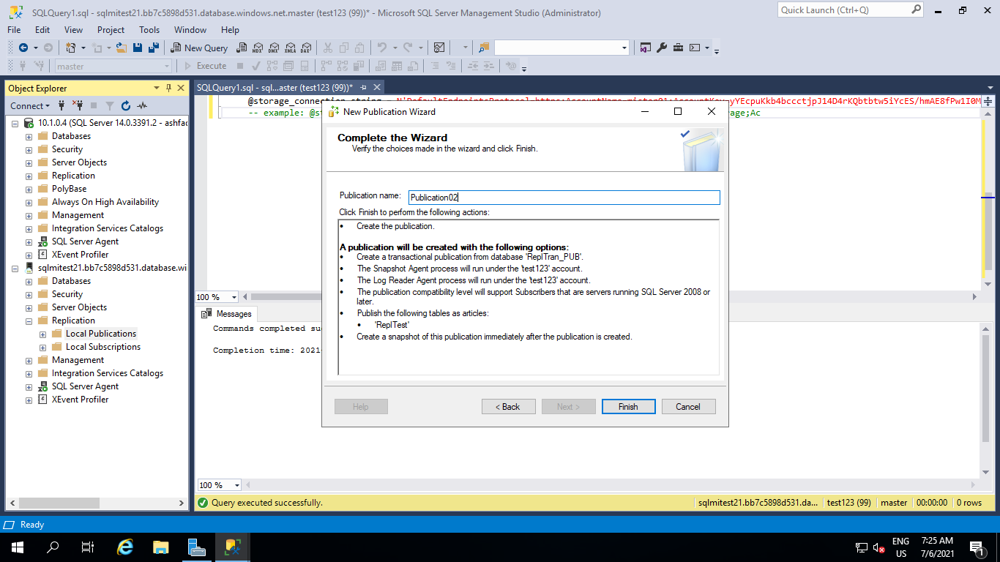 SQLQuery1.sql - sqlmitest21.bb7c5898d531.database.windows.net.master (test123 (99))* - Microsoft SQL Server Management Studio (Administrator)
Quick Launch (Ctrl+Q)
File Edit View Project Tools Window Help
New Query MDX DMX XMLA DAX
master Execute
Object Explorer
SQLQuery1.sql - sql...aster (test123 (99))*
Connect
10.1.0.4 (SQL Server 14.0.3391.2 - ashfac
Databases
Security
Server Objects
Replication
PolyBase
Always On High Availability
Management
Integration Services Catalogs
SQL Server Agent
XEvent Profiler
sqlmitest21.bb7c5898d531.database.wi
Databases
Security
Server Objects
Replication
Local Publications
Local Subscriptions
Management
Integration Services Catalogs
SQL Server Agent
XEvent Profiler
-- example: @st
age;Ac
New Publication Wizard
Complete the Wizard
Verify the choices made in the wizard and click Finish.
Publication name: Publication02
Click Finish to perform the following actions:
• Create the publication.
A publication will be created with the following options:
• Create a transactional publication from database 'ReplTran_PUB'.
• The Snapshot Agent process will run under the 'test123' account.
• The Log Reader Agent process will run under the 'test123' account.
• The publication compatibility level will support Subscribers that are servers running SQL Server 2008 or
later.
• Publish the following tables as articles:
• 'ReplTest'
• Create a snapshot of this publication immediately after the publication is created.
Help < Back Next > Finish Cancel
100 %
Messages
Commands completed su
Completion time: 2021
100 %
Query executed successfully.
sqlmitest21.bb7c5898d531.da... test123 (99) master 00:00:00 0 rows
Ready
ENG
US
7:25 AM
7/6/2021
1